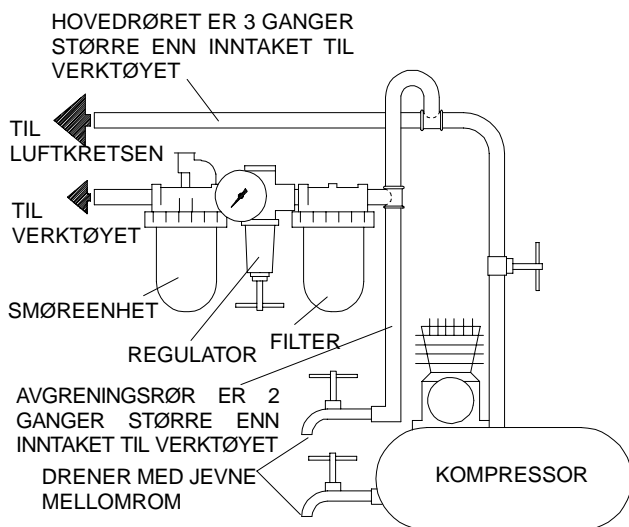 HOVEDRØRET ER 3 GANGER
STØRRE ENN INNTAKET TIL
VERKTØYET
TIL
LUFTKRETSEN
TIL
VERKTØYET
SMØREENHET
REGULATOR
FILTER
AVGRENINGSRØR ER 2
GANGER STØRRE ENN
INNTAKET TIL VERKTØYET
DRENER MED JEVNE
MELLOMROM
KOMPRESSOR